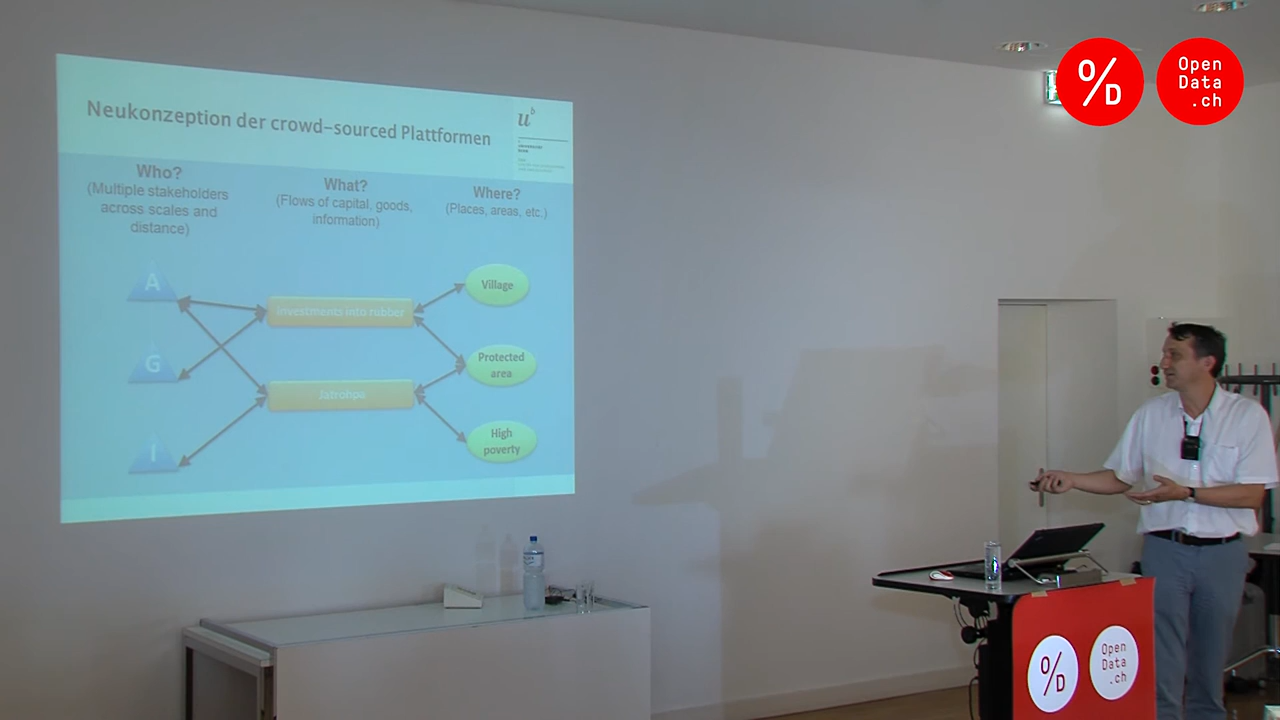 Neukonzeption der crowd-sourced Plattformen
u
b
Who?
(Multiple stakeholders
across scales and
distance)
What?
(Flows of capital, goods,
information)
Where?
(Places, areas, etc.)
A
G
I
Investments into rubber
Jatrohpa
Village
Protected
area
High
poverty
%D
Open
Data
.ch
%D
Open
Data
.ch